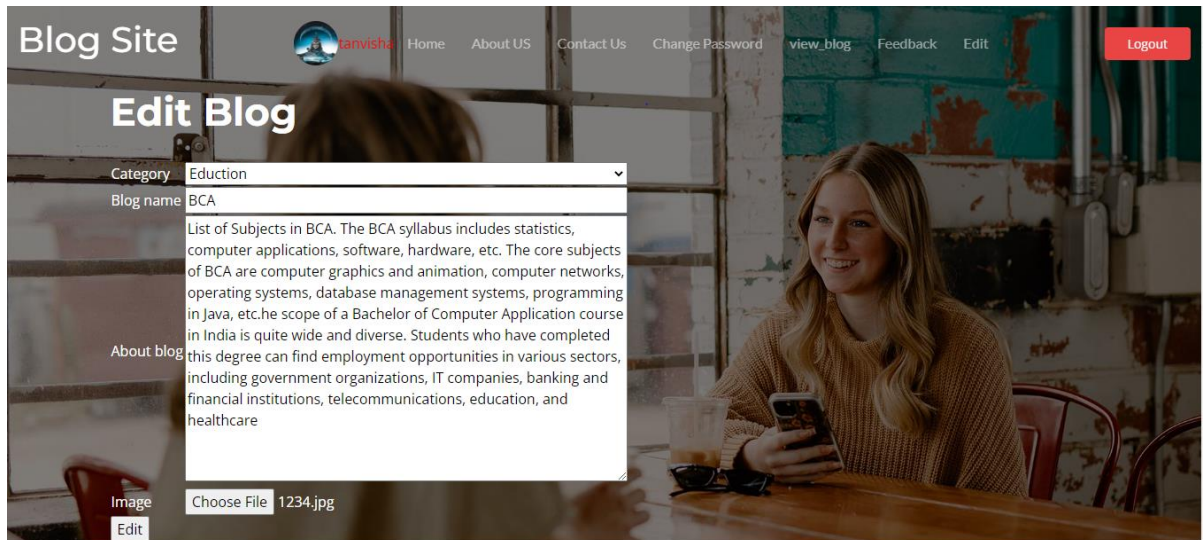 Blog Site
tanvisha Home About US Contact Us Change Password view_blog Feedback Edit Logout
Edit Blog
Category Eduction
Blog name BCA
List of Subjects in BCA. The BCA syllabus includes statistics,
computer applications, software, hardware, etc. The core subjects
of BCA are computer graphics and animation, computer networks,
operating systems, database management systems, programming
in Java, etc.he scope of a Bachelor of Computer Application course
in India is quite wide and diverse. Students who have completed
About blog this degree can find employment opportunities in various sectors,
including government organizations, IT companies, banking and
financial institutions, telecommunications, education, and
healthcare
Image Choose File 1234.jpg
Edit